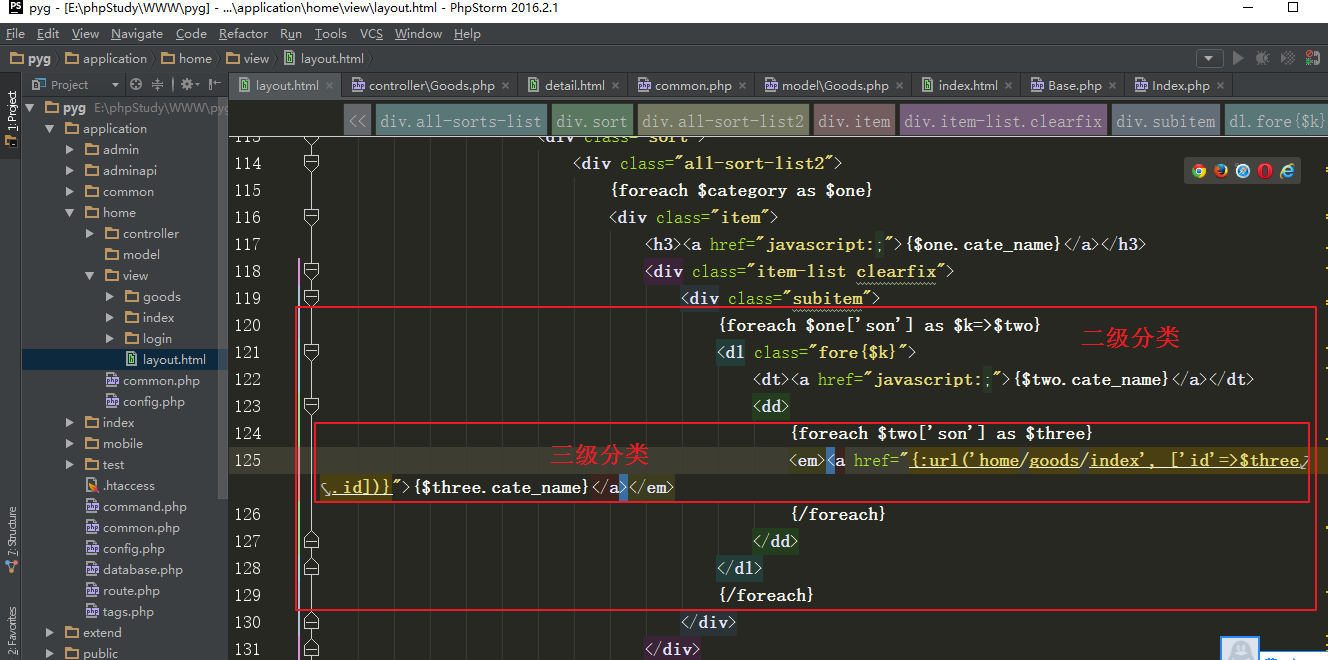 pyg - [E:\phpStudy\WWW\pyg] - ...\application\home\view\layout.html - PhpStorm 2016.2.1
File Edit View Navigate Code Refactor Run Tools VCS Window Help
pyg application home view layout.html
Project
layout.html controller\Goods.php detail.html common.php model\Goods.php index.html Base.php Index.php
<< div.all-sorts-list div.sort div.all-sort-list2 div.item div.item-list.clearfix div.subitem dl.fore{$k}
1: Project
7: Structure
2: Favorites
pyg E:\phpStudy\WWW\pyg
application
admin
adminapi
common
home
controller
model
view
goods
index
login
layout.html
common.php
config.php
index
mobile
test
.htaccess
command.php
common.php
config.php
database.php
route.php
tags.php
extend
public
113 <div class="sort">
114 <div class="all-sort-list2">
115 {foreach $category as $one}
116 <div class="item">
117 <h3><a href="javascript:;">{$one.cate_name}</a></h3>
118 <div class="item-list clearfix">
119 <div class="subitem">
120 {foreach $one['son'] as $k=>$two}
二级分类
121 <dl class="fore{$k}">
122 <dt><a href="javascript:;">{$two.cate_name}</a></dt>
123 <dd>
124 {foreach $two['son'] as $three}
三级分类
125 <em><a href="{:url('home/goods/index', ['id'=>$three
.id])}">{$three.cate_name}</a></em>
126 {/foreach}
127 </dd>
128 </dl>
129 {/foreach}
130 </div>
131 </div>